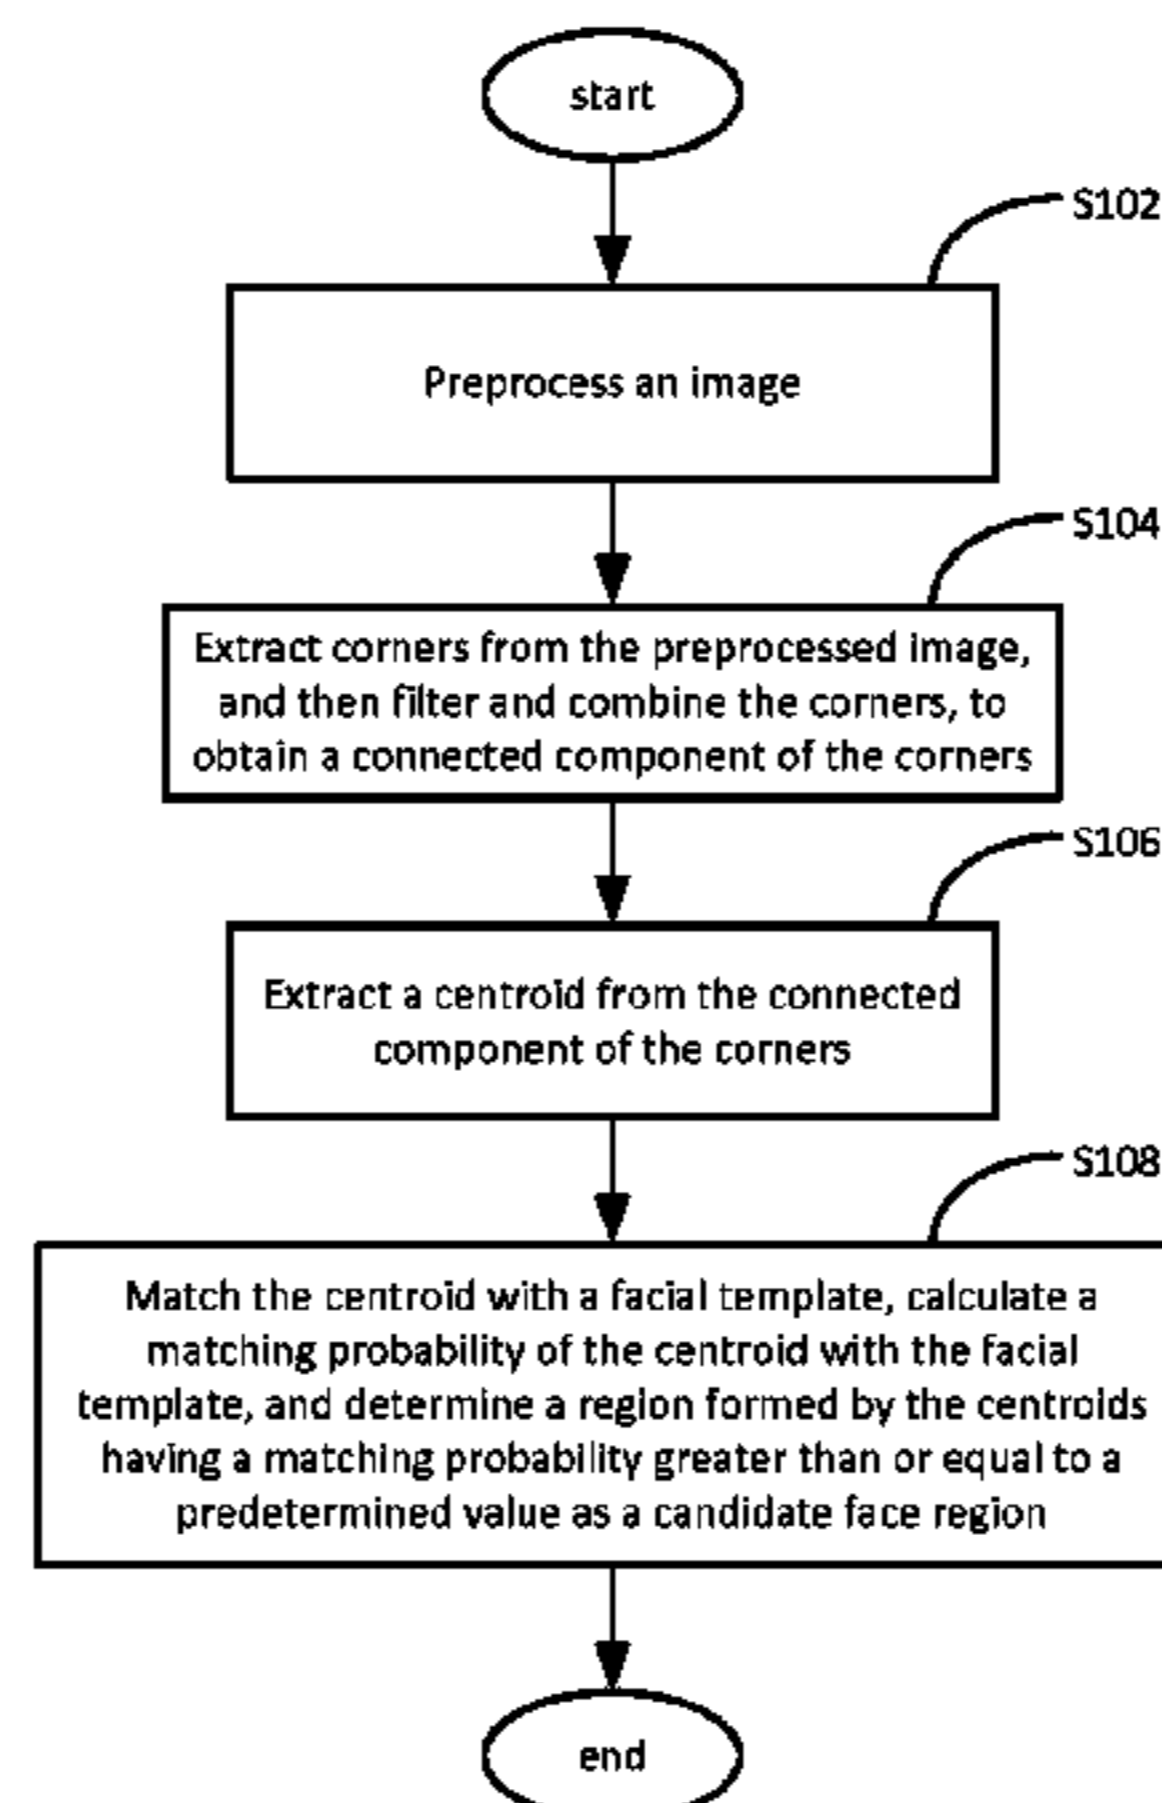 start
S102
Preprocess an image
S104
Extract corners from the preprocessed image,
and then filter and combine the corners, to
obtain a connected component of the corners
S106
Extract a centroid from the connected
component of the corners
S108
Match the centroid with a facial template, calculate a
matching probability of the centroid with the facial
template, and determine a region formed by the centroids
having a matching probability greater than or equal to a
predetermined value as a candidate face region
end